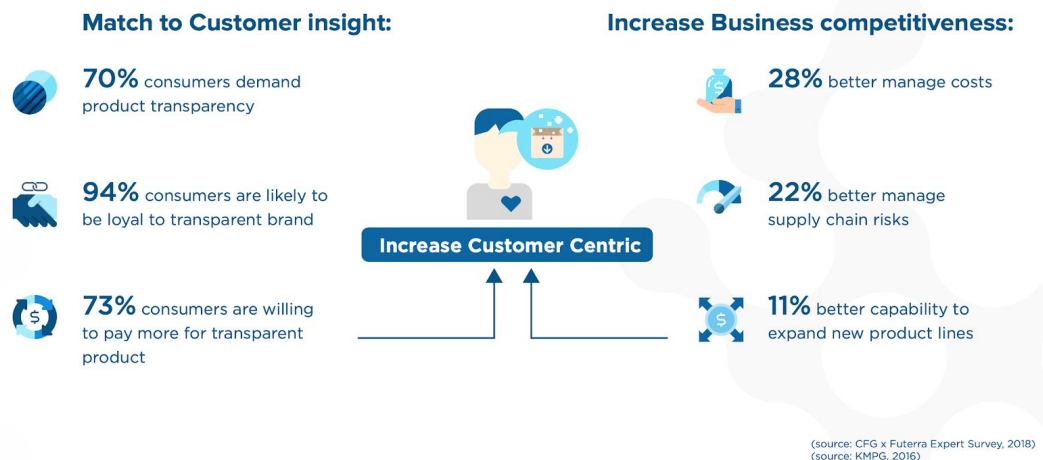 Match to Customer insight:
70% consumers demand
product transparency
94% consumers are likely to
be loyal to transparent brand
73% consumers are willing
to pay more for transparent
product
Increase Customer Centric
Increase Business competitiveness:
28% better manage costs
22% better manage
supply chain risks
11% better capability to
expand new product lines
(source: CFG x Futerra Expert Survey, 2018)
(source: KMPG, 2016)